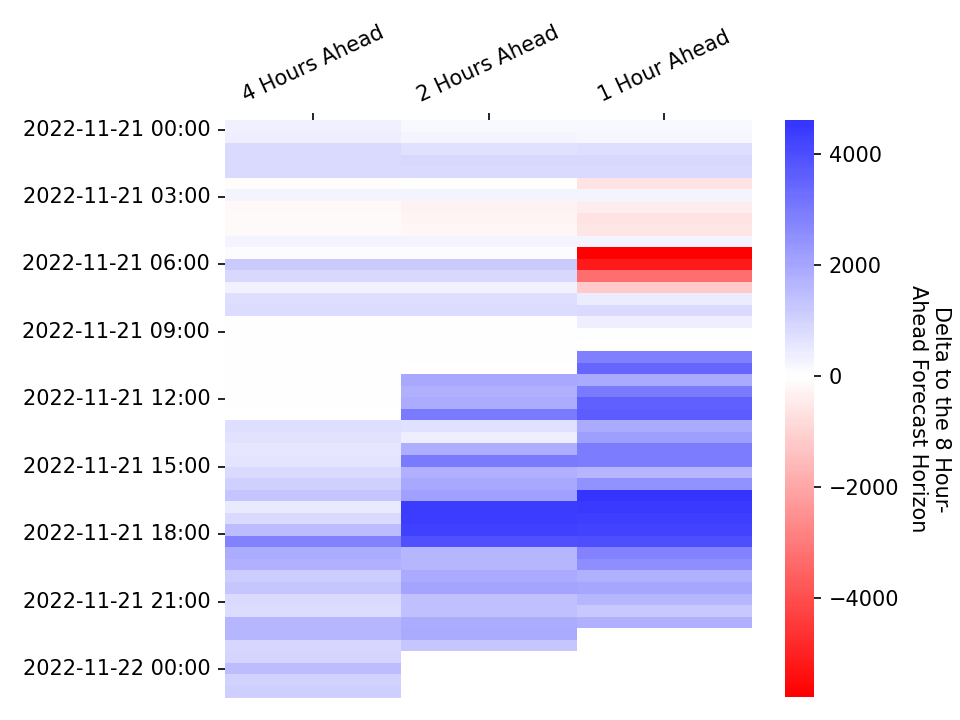 4 Hours Ahead
2 Hours Ahead
1 Hour Ahead
2022-11-21 00:00
2022-11-21 03:00
2022-11-21 06:00
2022-11-21 09:00
2022-11-21 12:00
2022-11-21 15:00
2022-11-21 18:00
2022-11-21 21:00
2022-11-22 00:00
4000
2000
0
−2000
−4000
Delta to the 8 Hour-
Ahead Forecast Horizon